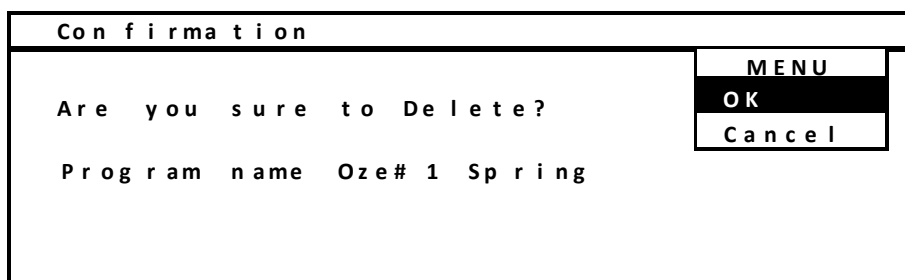 Confirmation
MENU
OK
Are you sure to Delete?
Cancel
Program name Oze# 1 Spring